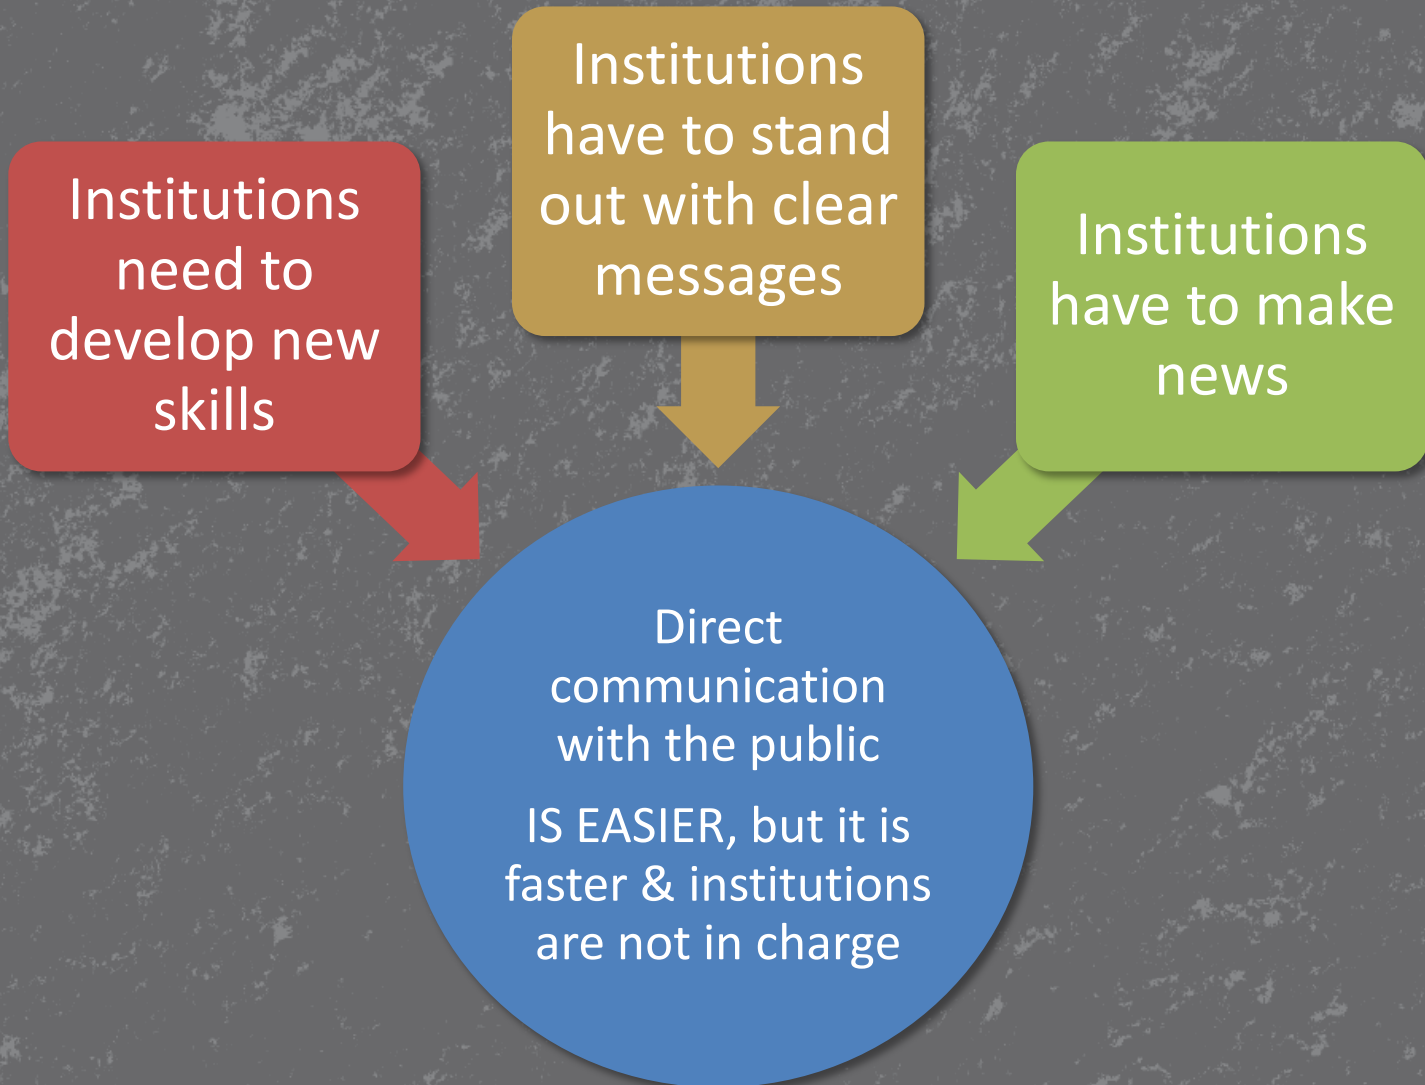 Institutions
need to
develop new
skills
Institutions
have to stand
out with clear
messages
Institutions
have to make
news
Direct
communication
with the public
IS EASIER, but it is
faster & institutions
are not in charge